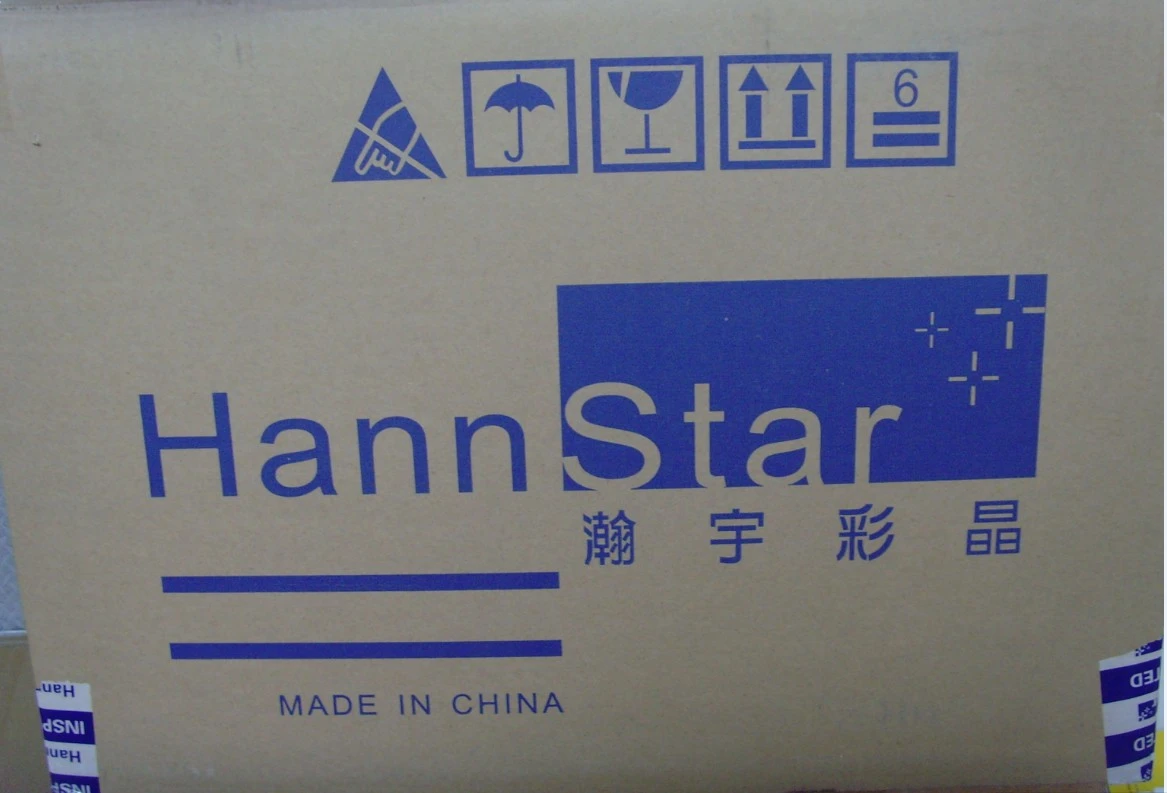 6
HannStar
瀚宇彩晶
MADE IN CHINA